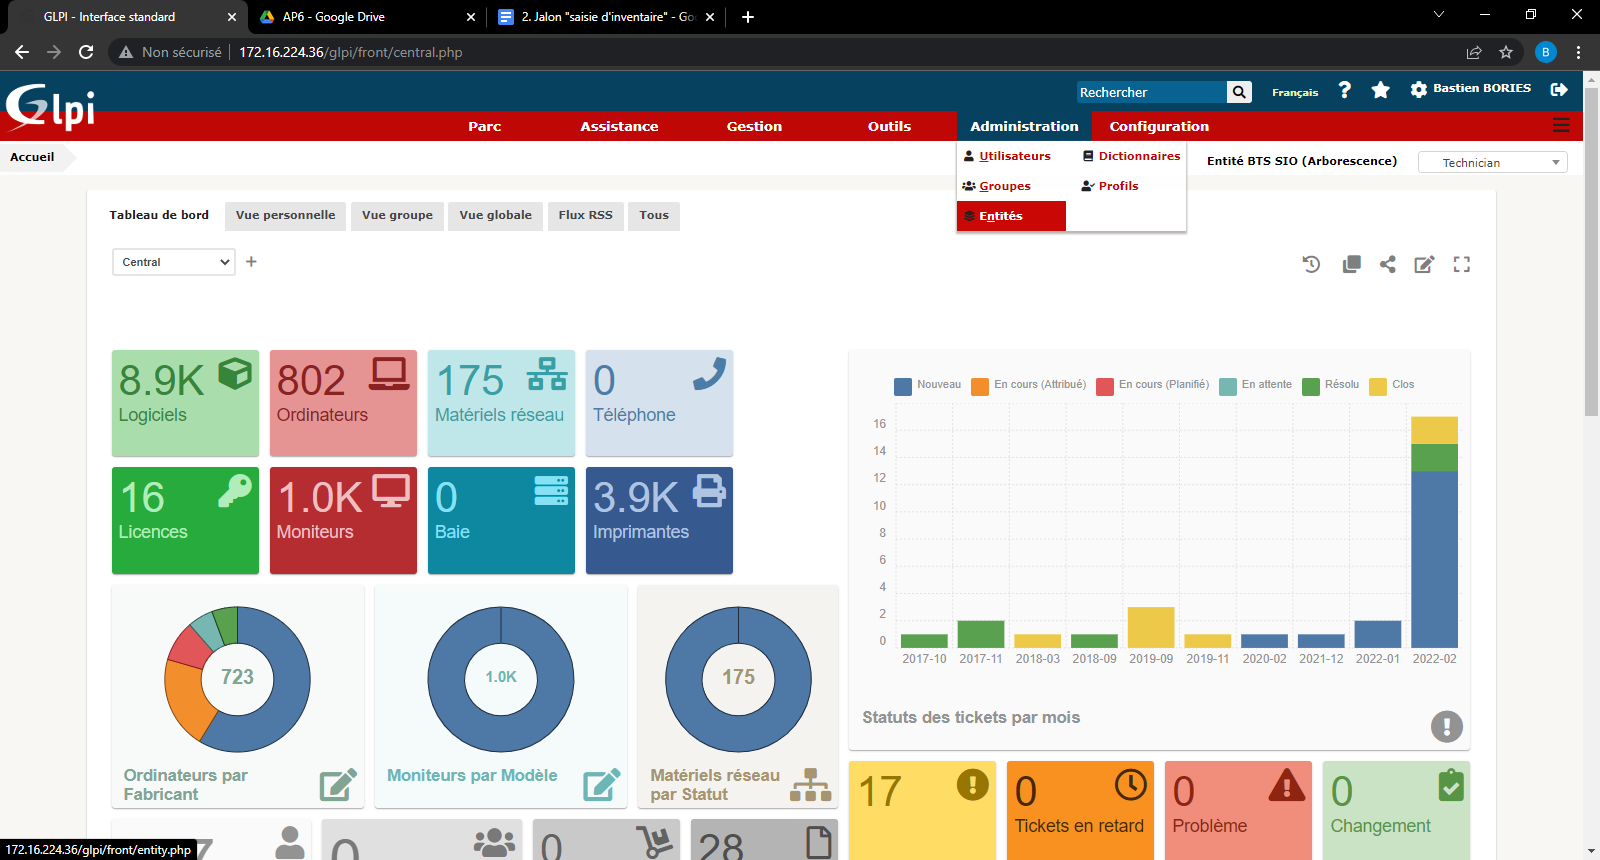 GLPI - Interface standard
AP6 - Google Drive
2. Jalon "saisie d'inventaire" - Go
Non sécurisé
172.16.224.36/glpi/front/central.php
B
Glpi
Rechercher
Français
?
Bastien BORIES
Parc
Assistance
Gestion
Outils
Administration
Configuration
Accueil
Utilisateurs
Dictionnaires
Groupes
Profils
Entités
Entité BTS SIO (Arborescence)
Technician
Tableau de bord
Vue personnelle
Vue groupe
Vue globale
Flux RSS
Tous
Central
+
8.9K
Logiciels
802
Ordinateurs
175
Matériels réseau
0
Téléphone
16
Licences
1.0K
Moniteurs
0
Baie
3.9K
Imprimantes
723
Ordinateurs par
Fabricant
1.0K
Moniteurs par Modèle
175
Matériels réseau
par Statut
Nouveau
En cours (Attribué)
En cours (Planifié)
En attente
Résolu
Clos
16
14
12
10
8
6
4
2
0
2017-10
2017-11
2018-03
2018-09
2019-09
2019-11
2020-02
2021-12
2022-01
2022-02
Statuts des tickets par mois
17
0
Tickets en retard
0
Problème
0
Changement
7
0
0
28
172.16.224.36/glpi/front/entity.php